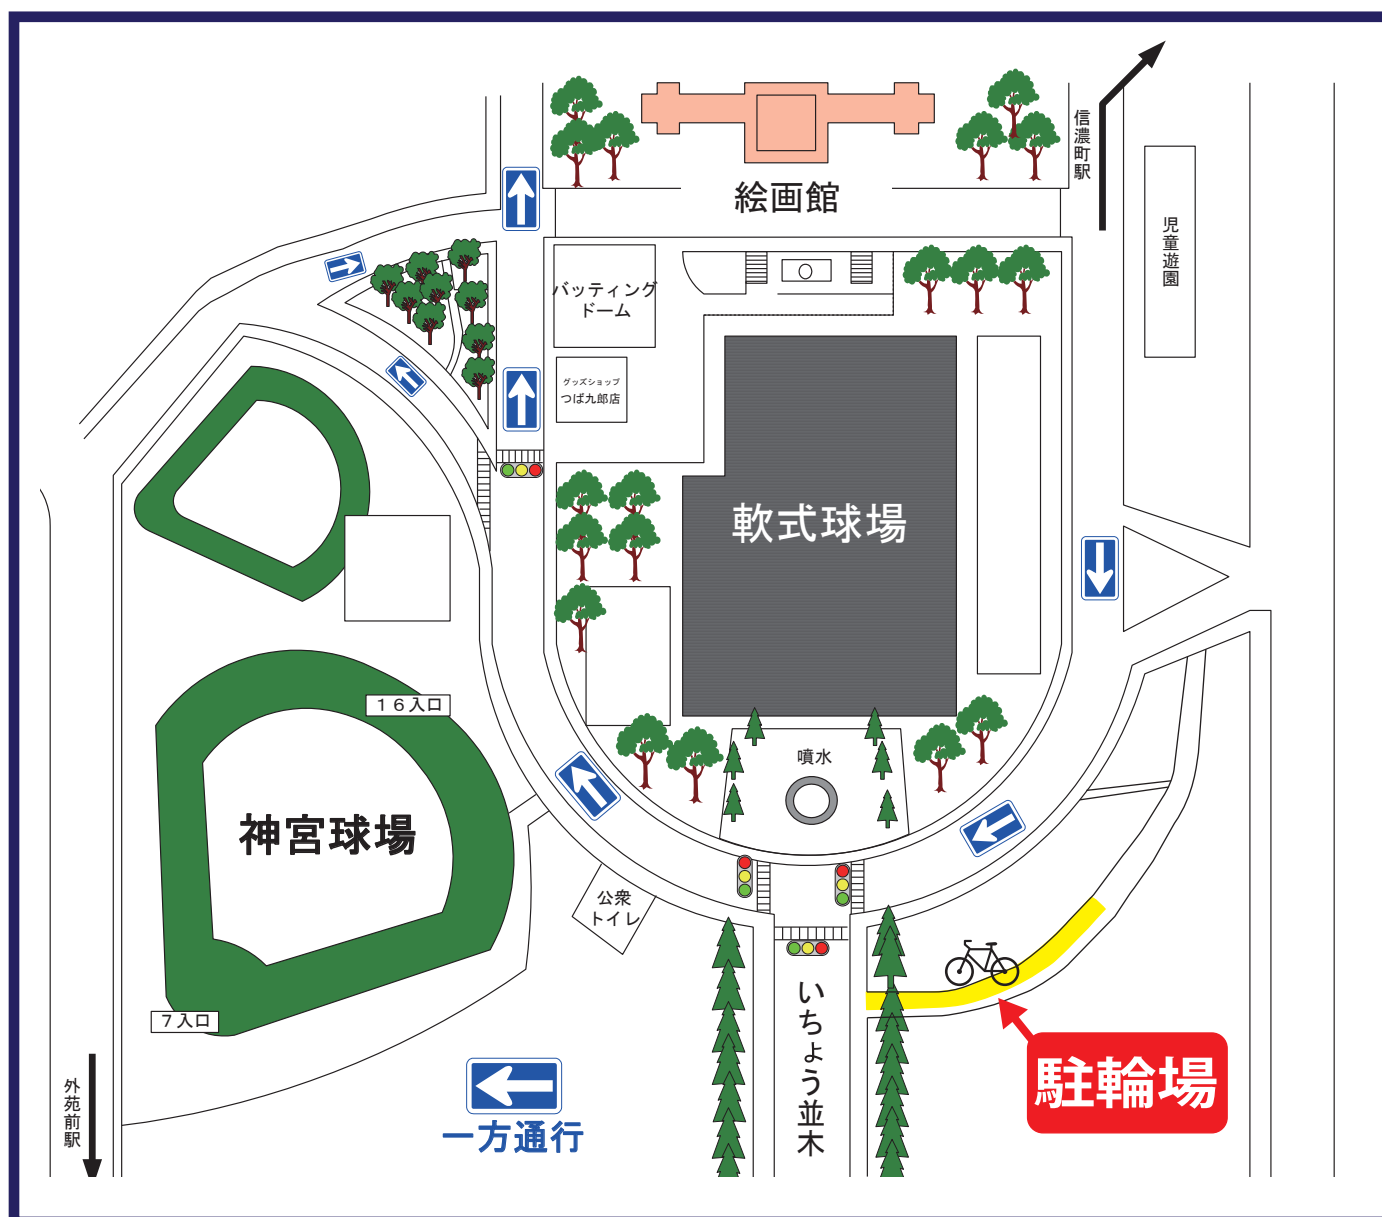 絵画館
信濃町駅
児童遊園
バッティング
ドーム
グッズショップ
つば九郎店
軟式球場
16入口
噴水
神宮球場
公衆
トイレ
7入口
いちょう並木
駐輪場
外苑前駅
一方通行